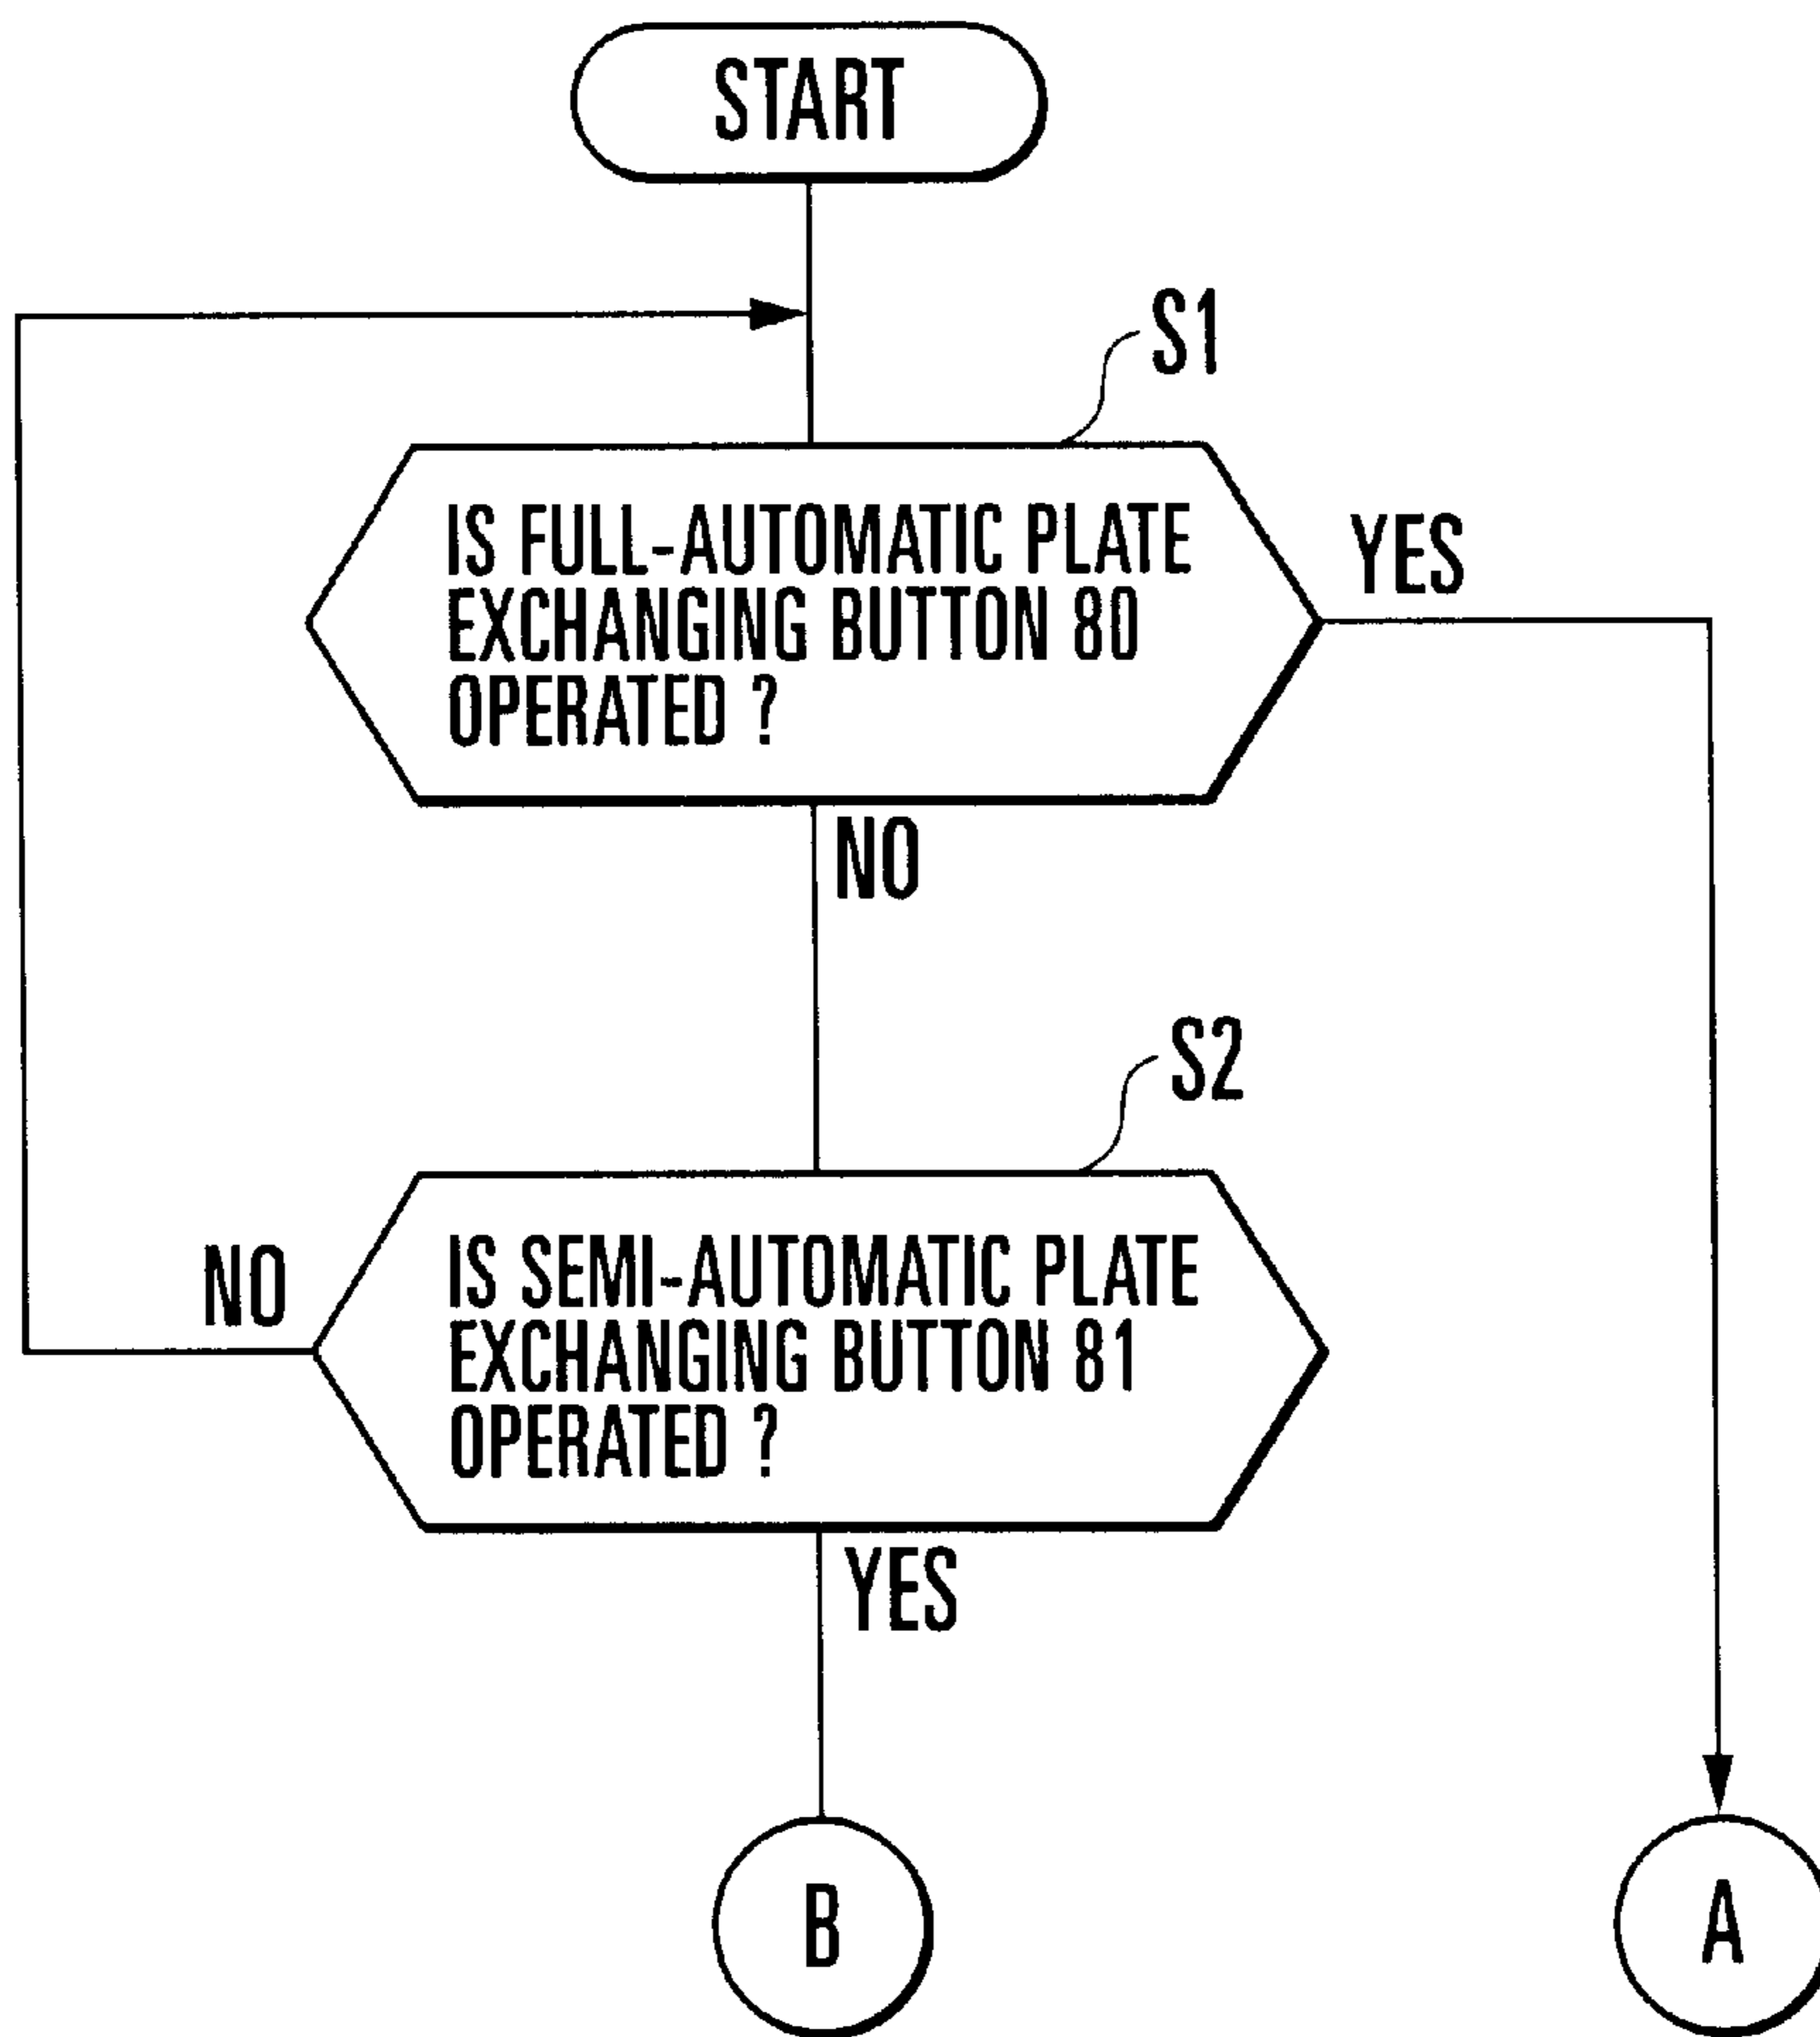 START
S1
IS FULL-AUTOMATIC PLATE
EXCHANGING BUTTON 80
OPERATED ?
YES
NO
S2
IS SEMI-AUTOMATIC PLATE
EXCHANGING BUTTON 81
OPERATED ?
NO
YES
B
A